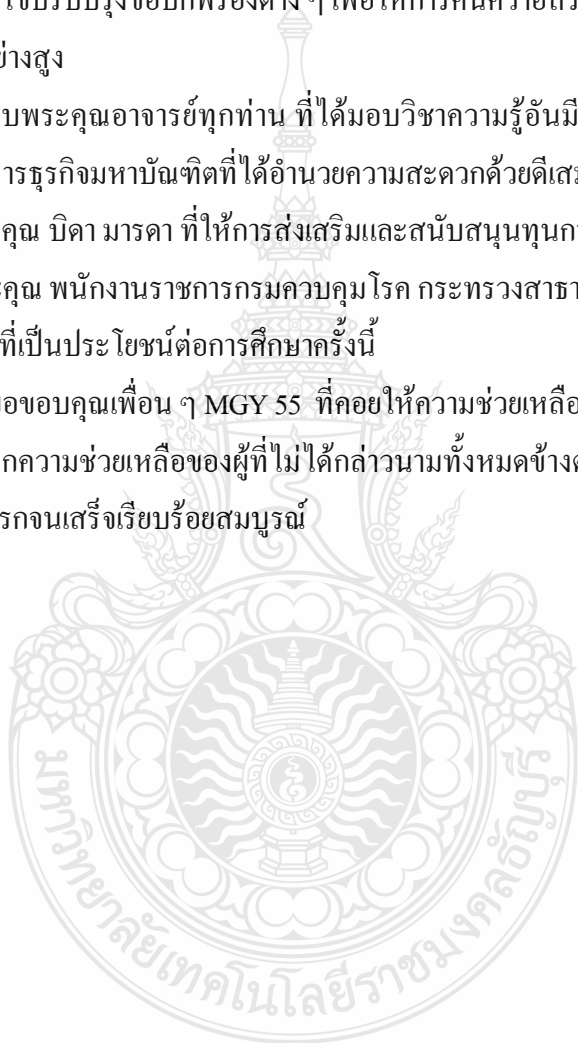 ปรับปรุงข้อบกพร่องต่าง ๆ เพื่อให้การค้นคว้าอิสระ
ย่างสูง
บพระคุณอาจารย์ทุกท่าน ที่ได้มอบวิชาความรู้อันมี
ารธุรกิจมหาบัณฑิตที่ได้อำนวยความสะดวกด้วยดีเสม
คุณ บิดา มารดา ที่ให้การส่งเสริมและสนับสนุนทุนกา
ะคุณ พนักงานราชการกรมควบคุมโรค กระทรวงสาธา
ที่เป็นประโยชน์ต่อการศึกษาครั้งนี้
อขอบคุณเพื่อน ๆ MGY 55 ที่คอยให้ความช่วยเหลือ
กความช่วยเหลือของผู้ที่ไม่ได้กล่าวนามทั้งหมดข้างต
รกจนเสร็จเรียบร้อยสมบูรณ์
มหาวิทยาลัยเทคโนโลยีราชมงคลธัญบุรี